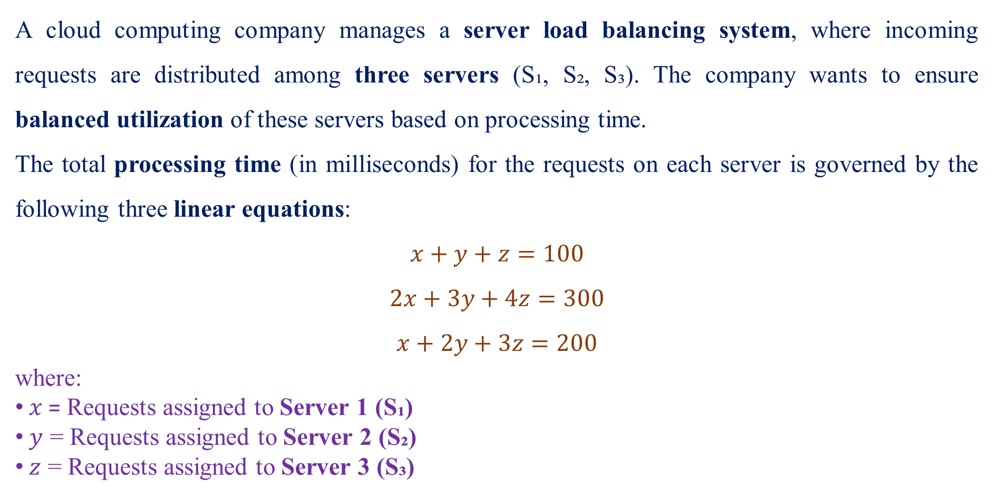 A cloud computing company manages a server load balancing system, where incoming
requests are distributed among three servers (S₁, S₂, S₃). The company wants to ensure
balanced utilization of these servers based on processing time.
The total processing time (in milliseconds) for the requests on each server is governed by the
following three linear equations:
𝑥 + 𝑦 + 𝑧 = 100
2𝑥 + 3𝑦 + 4𝑧 = 300
𝑥 + 2𝑦 + 3𝑧 = 200
where:
• 𝑥 = Requests assigned to Server 1 (S₁)
• 𝑦 = Requests assigned to Server 2 (S₂)
• 𝑧 = Requests assigned to Server 3 (S₃)